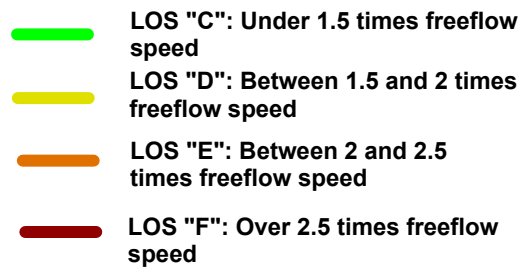 LOS "C": Under 1.5 times freeflow
speed
LOS "D": Between 1.5 and 2 times
freeflow speed
LOS "E": Between 2 and 2.5
times freeflow speed
LOS "F": Over 2.5 times freeflow
speed